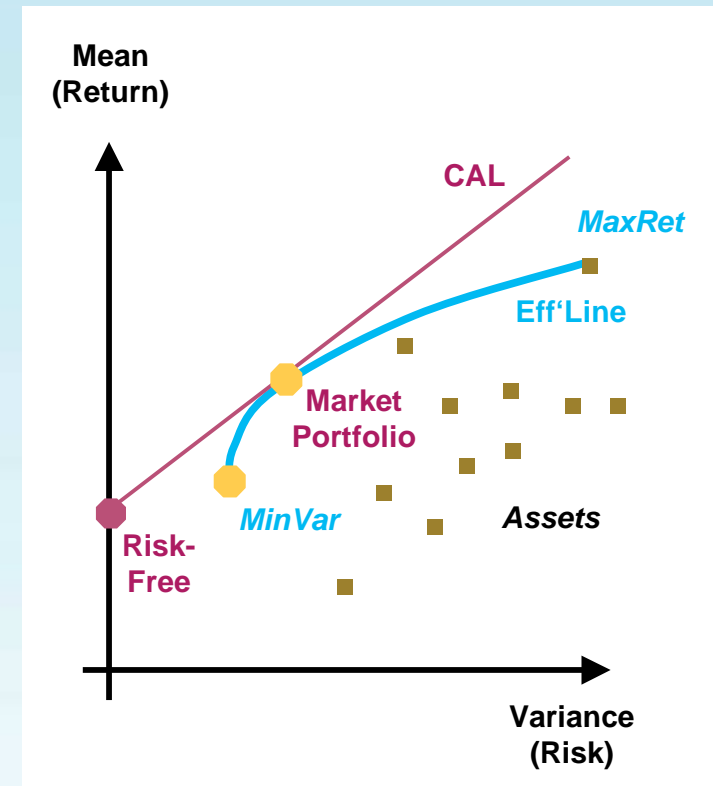 Mean
(Return)
CAL
MaxRet
Eff‘Line
Market
Portfolio
MinVar
Assets
Risk-
Free
Variance
(Risk)